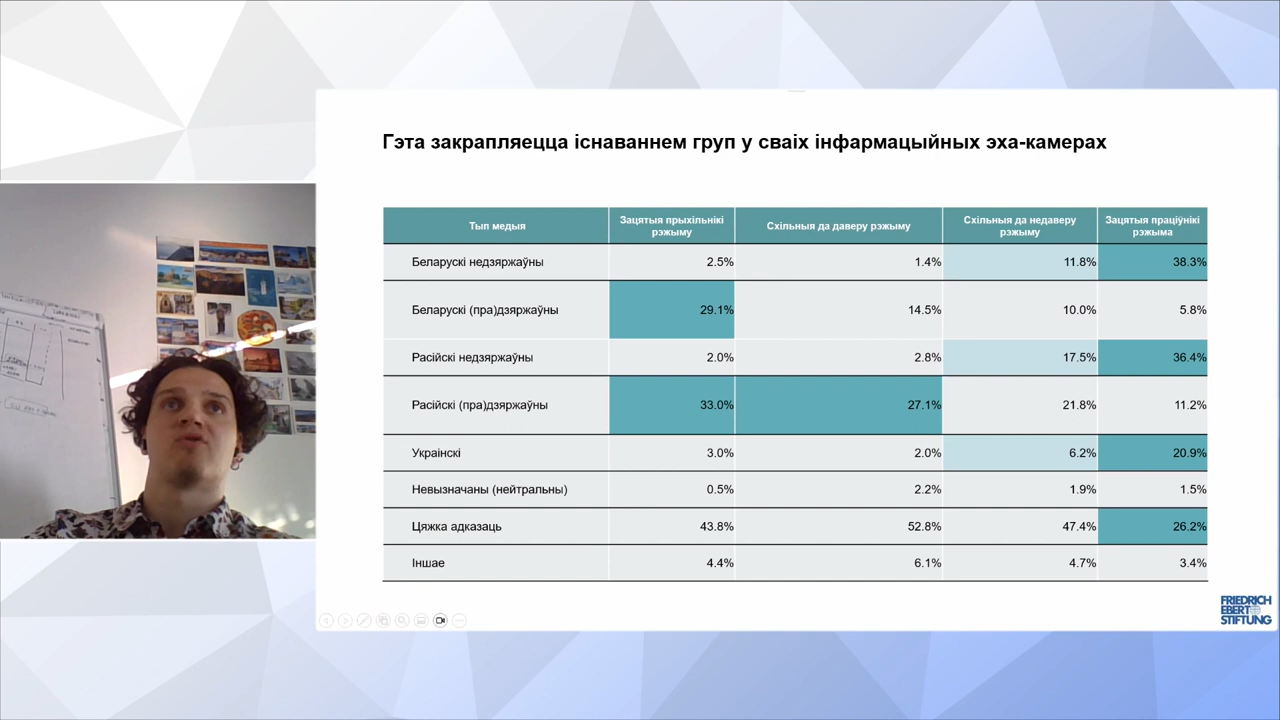 Гэта закрапляецца існаваннем груп у сваіх інфармацыйных эха-камерах
Тып медыя Зацятыя прыхільнікі рэжыму Схільныя да даверу рэжыму Схільныя да недаверу рэжыму Зацятыя праціўнікі рэжыма
Беларускі недзяржаўны 2.5% 1.4% 11.8% 38.3%
Беларускі (пра)дзяржаўны 29.1% 14.5% 10.0% 5.8%
Расійскі недзяржаўны 2.0% 2.8% 17.5% 36.4%
Расійскі (пра)дзяржаўны 33.0% 27.1% 21.8% 11.2%
Украінскі 3.0% 2.0% 6.2% 20.9%
Невызначаны (нейтральны) 0.5% 2.2% 1.9% 1.5%
Цяжка адказаць 43.8% 52.8% 47.4% 26.2%
Іншае 4.4% 6.1% 4.7% 3.4%
FRIEDRICH
EBERT
STIFTUNG